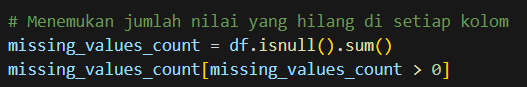 # Menemukan jumlah nilai yang hilang di setiap kolom
missing_values_count = df.isnull().sum()
missing_values_count[missing_values_count > 0]